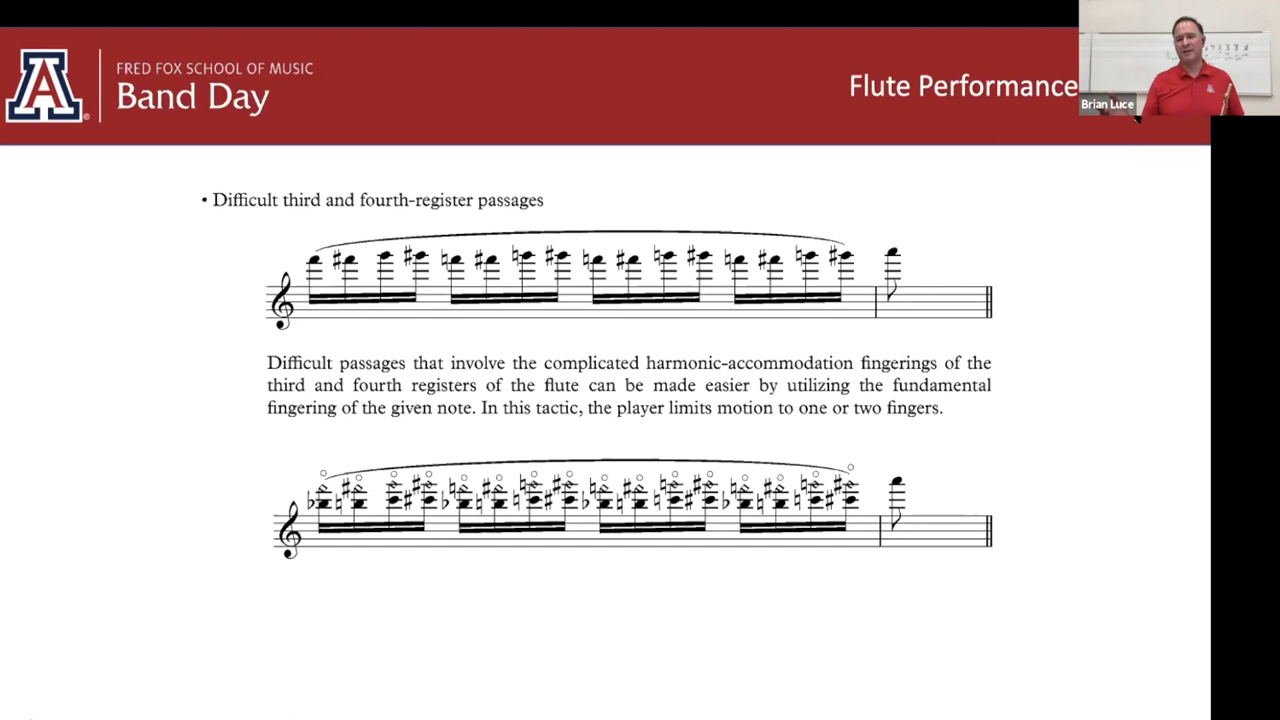 FRED FOX SCHOOL OF MUSIC
Band Day
Flute Performance
Brian Luce
• Difficult third and fourth-register passages
Difficult passages that involve the complicated harmonic-accommodation fingerings of the
third and fourth registers of the flute can be made easier by utilizing the fundamental
fingering of the given note. In this tactic, the player limits motion to one or two fingers.